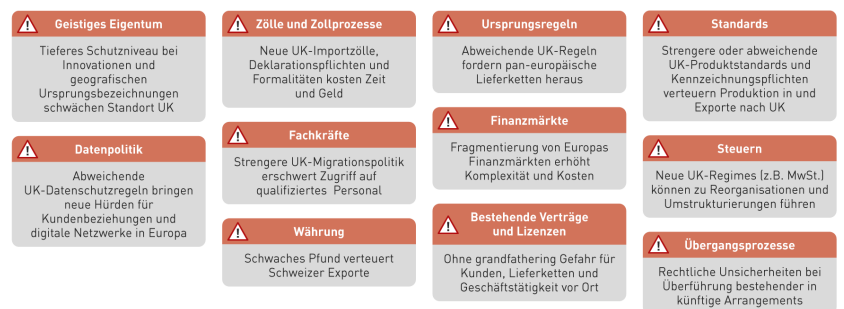 Geistiges Eigentum
Tieferes Schutzniveau bei
Innovationen und
geografischen
Ursprungsbezeichnungen
schwächen Standort UK
Datenpolitik
Abweichende
UK-Datenschutzregeln bringen
neue Hürden für
Kundenbeziehungen und
digitale Netzwerke in Europa
Zölle und Zollprozesse
Neue UK-Importzölle,
Deklarationspflichten und
Formalitäten kosten Zeit
und Geld
Fachkräfte
Strengere UK-Migrationspolitik
erschwert Zugriff auf
qualifiziertes Personal
Währung
Schwaches Pfund verteuert
Schweizer Exporte
Ursprungsregeln
Abweichende UK-Regeln
fordern pan-europäische
Lieferketten heraus
Finanzmärkte
Fragmentierung von Europas
Finanzmärkten erhöht
Komplexität und Kosten
Bestehende Verträge
und Lizenzen
Ohne grandfathering Gefahr für
Kunden, Lieferketten und
Geschäftstätigkeit vor Ort
Standards
Strengere oder abweichende
UK-Produktstandards und
Kennzeichnungspflichten
verteuern Produktion in und
Exporte nach UK
Steuern
Neue UK-Regimes (z.B. MwSt.)
können zu Reorganisationen und
Umstrukturierungen führen
Übergangsprozesse
Rechtliche Unsicherheiten bei
Überführung bestehender in
künftige Arrangements